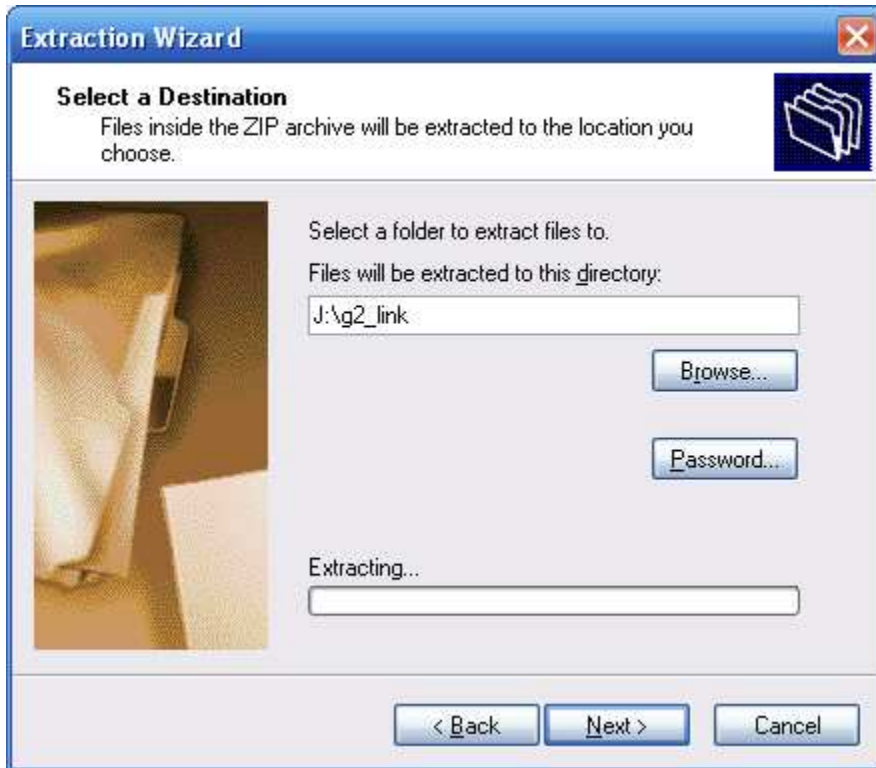 Extraction Wizard
Select a Destination
Files inside the ZIP archive will be extracted to the location you
choose.
Select a folder to extract files to.
Files will be extracted to this directory:
J:\g2_link
Browse...
Password...
Extracting...
< Back
Next >
Cancel